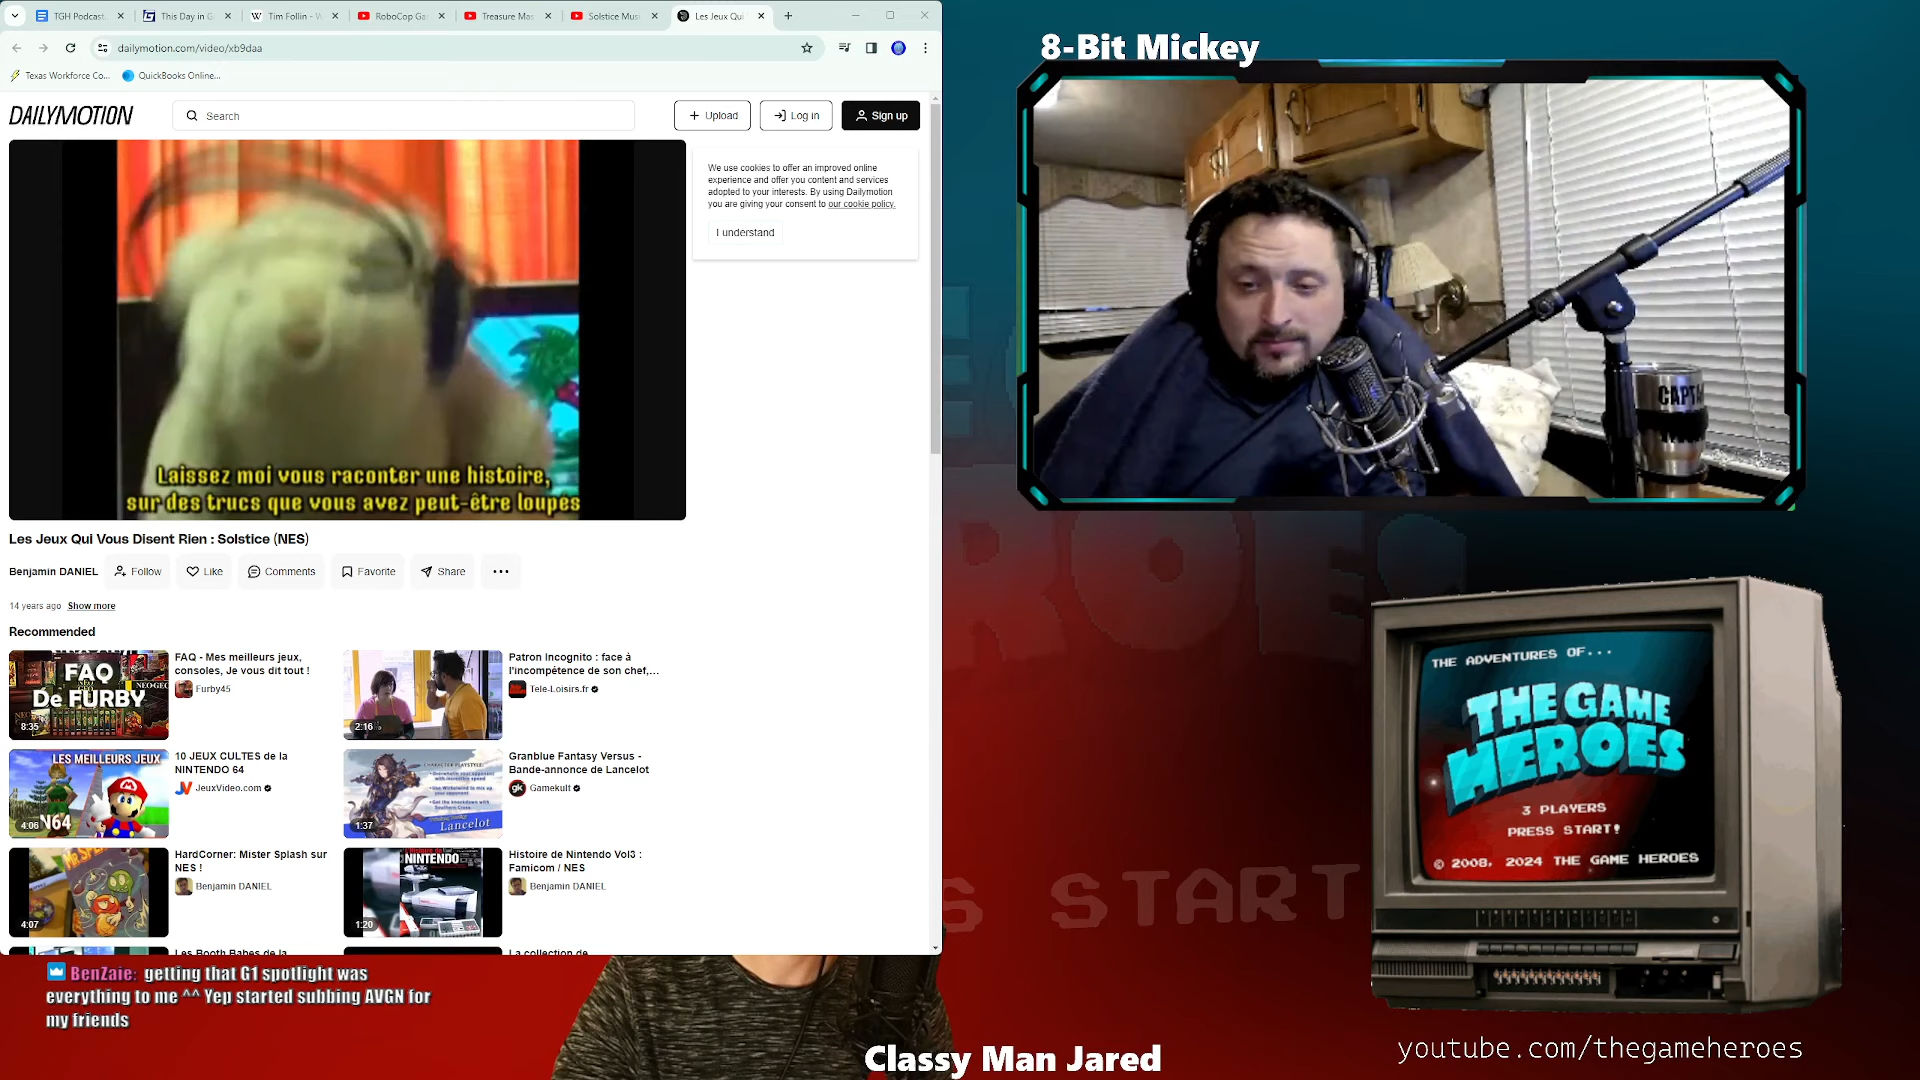 TGH Podcast
This Day in G
Tim Follin - W
RoboCop Ga
Treasure Mas
Solstice Mus
Les Jeux Qui
dailymotion.com/video/xb9daa
Texas Workforce Co...
QuickBooks Online...
DAILYMOTION
Search
Upload
Log in
Sign up
We use cookies to offer an improved online
experience and offer you content and services
adopted to your interests. By using Dailymotion
you are giving your consent to our cookie policy.
I understand
Laissez moi vous raconter une histoire,
sur des trucs que vous avez peut-être loupés
Les Jeux Qui Vous Disent Rien : Solstice (NES)
Benjamin DANIEL
Follow
Like
Comments
Favorite
Share
14 years ago Show more
Recommended
FAQ
De FURBY
8:35
FAQ - Mes meilleurs jeux,
consoles, Je vous dit tout !
Furby45
2:16
Patron Incognito : face à
l'incompétence de son chef,...
Tele-Loisirs.fr
LES MEILLEURS JEUX
N64
4:06
10 JEUX CULTES de la
NINTENDO 64
JeuxVideo.com
Lancelot
1:37
Granblue Fantasy Versus -
Bande-annonce de Lancelot
Gamekult
4:07
HardCorner: Mister Splash sur
NES !
Benjamin DANIEL
NINTENDO
1:20
Histoire de Nintendo Vol3 :
Famicom / NES
Benjamin DANIEL
Les Booth Babes de la
La collection de
BenZaie: getting that G1 spotlight was
everything to me ^^ Yep started subbing AVGN for
my friends
Classy Man Jared
8-Bit Mickey
CAPTA
S START
THE ADVENTURES OF...
THE GAME
HEROES
3 PLAYERS
PRESS START!
© 2008, 2024 THE GAME HEROES
youtube.com/thegameheroes